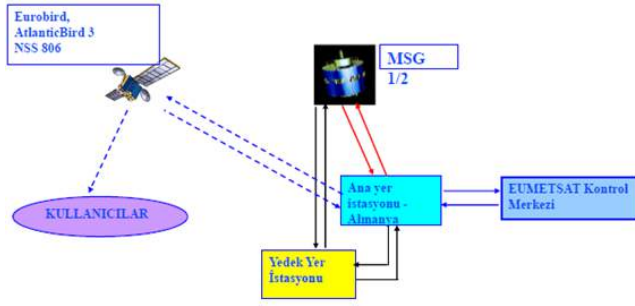 Eurobird,
AtlanticBird 3
NSS 806
MSG
1/2
Ana yer
istasyonu -
Almanya
EUMETSAT Kontrol
Merkezi
KULLANICILAR
Yedek Yer
İstasyonu